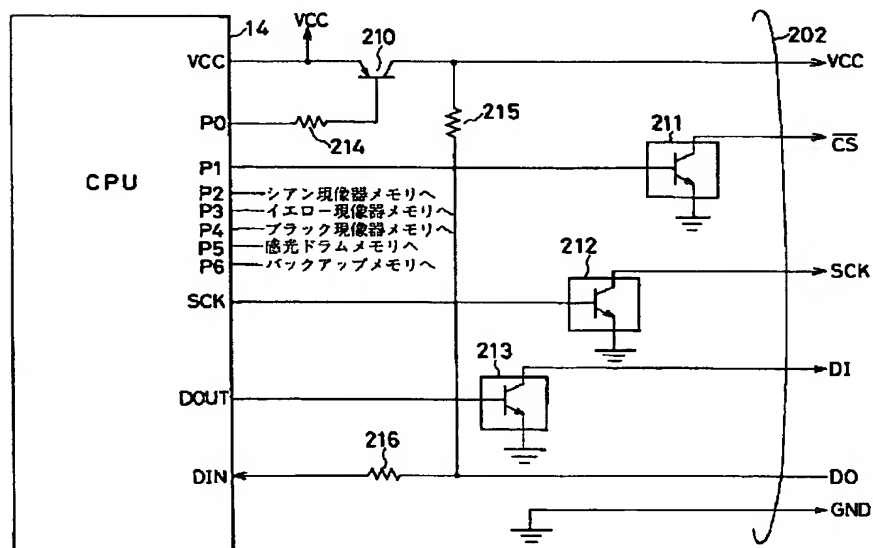 VCC
14
210
202
VCC
VCC
P0
214
215
211
C̅S̅
P1
CPU
P2 シアン現像器メモリへ
P3 イエロー現像器メモリへ
P4 ブラック現像器メモリへ
P5 感光ドラムメモリへ
P6 バックアップメモリへ
212
SCK
SCK
213
DI
DOUT
216
DIN
DO
GND